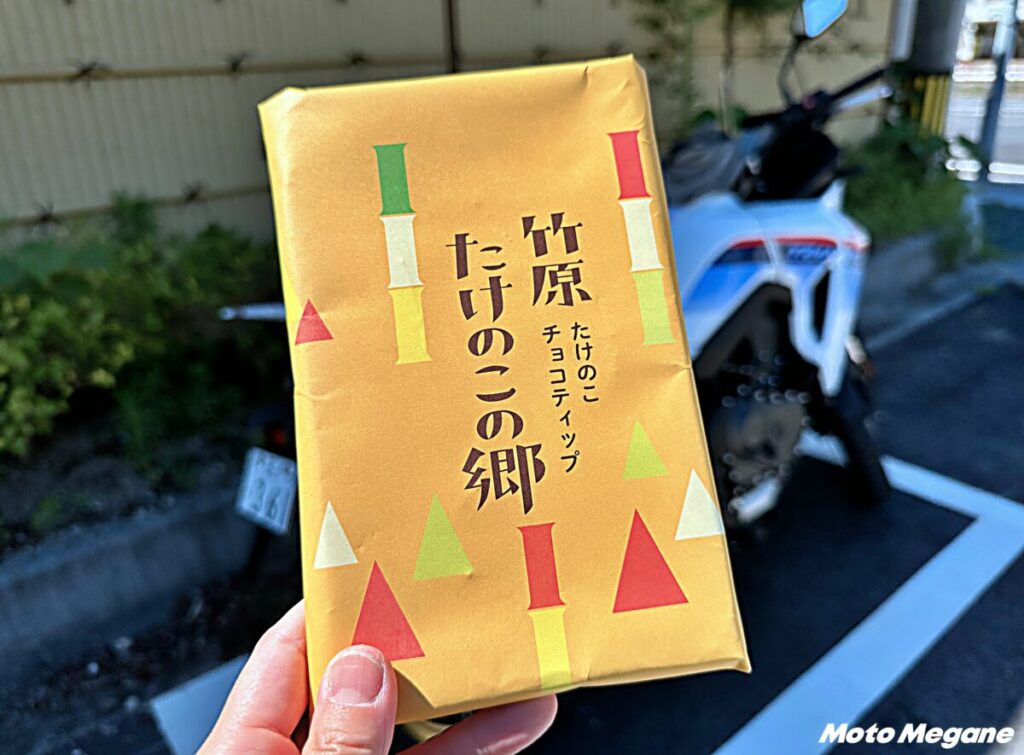 竹原
たけのこの郷
たけのこ
チョコティップ
36
Moto Megane